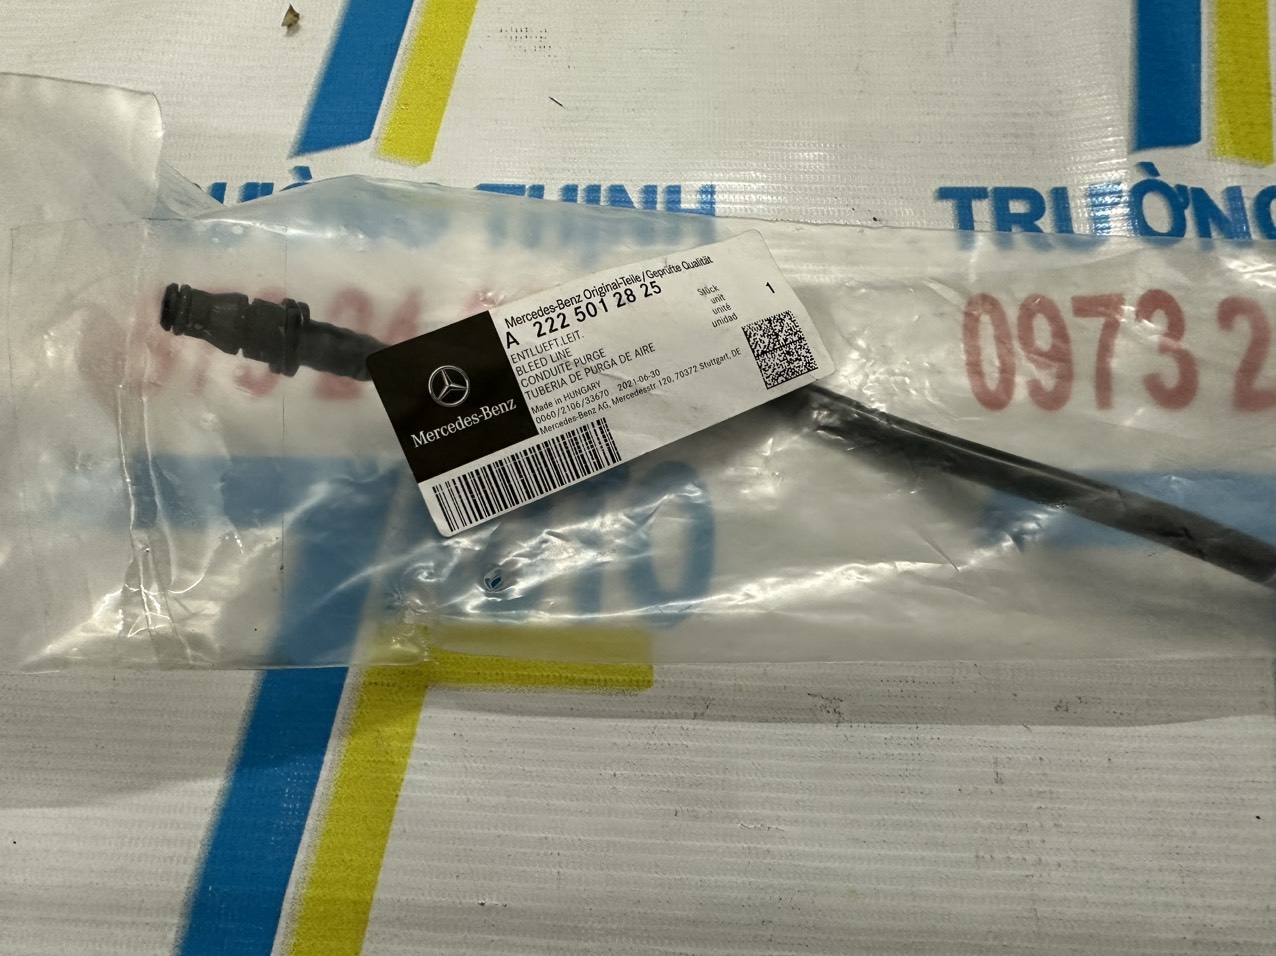 THỊNH
TRƯỜNG
0973 2
Mercedes-Benz Original-Teile/Geprüfte Qualität
A 222 501 28 25
ENTLUEFT.LEIT.
BLEED LINE
CONDUITE PURGE
TUBERIA DE PURGA DE AIRE
Made in HUNGARY
0060/2106/33670 2021-06-30
Mercedes-Benz AG, Mercedesstr.120, 70372 Stuttgart, DE
Stück
unit
unité
unidad
1
Mercedes-Benz